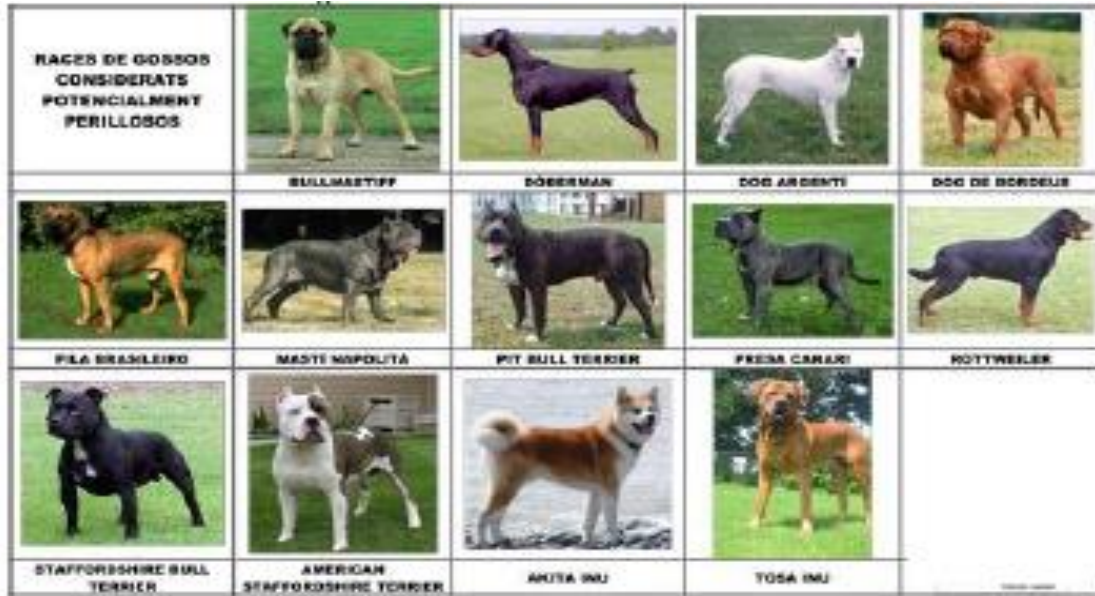 RACES DE GOSSOS
CONSIDERATS
POTENCIALMENT
PERILLOSOS
BULLMASTIFF
DÓBERMAN
DOG ARGENTÍ
DOG DE BORDEUS
FILA BRASILEIRO
MASTÍ NAPOLITÀ
PIT BULL TERRIER
PRESA CANARI
ROTTWEILER
STAFFORDSHIRE BULL
TERRIER
AMERICAN
STAFFORDSHIRE TERRIER
AKITA INU
TOSA INU